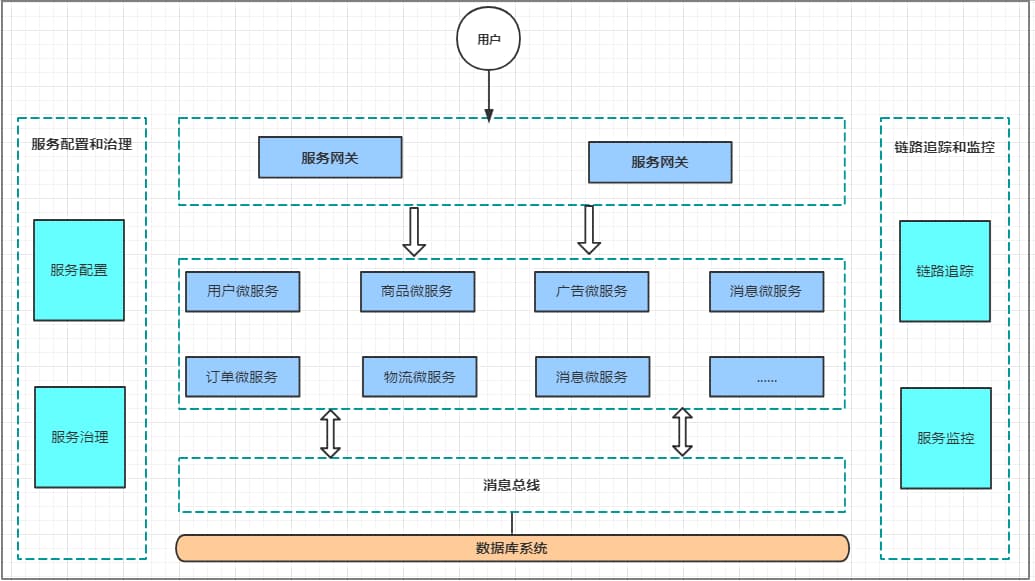 用户
服务配置和治理
服务配置
服务治理
服务网关
服务网关
用户微服务
商品微服务
广告微服务
消息微服务
订单微服务
物流微服务
消息微服务
......
消息总线
数据库系统
链路追踪和监控
链路追踪
服务监控